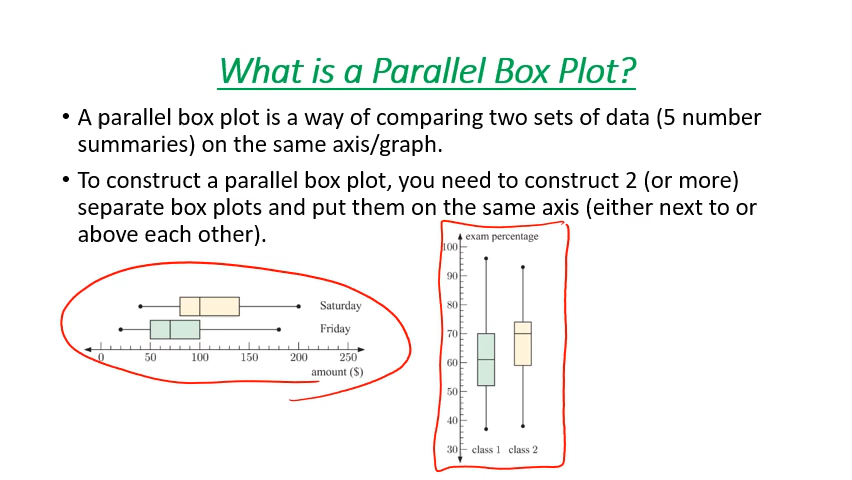 What is a Parallel Box Plot?
• A parallel box plot is a way of comparing two sets of data (5 number
summaries) on the same axis/graph.
• To construct a parallel box plot, you need to construct 2 (or more)
separate box plots and put them on the same axis (either next to or
above each other).
Saturday
Friday
0 50 100 150 200 250
amount ($)
exam percentage
100
90
80
70
60
50
40
30
class 1 class 2